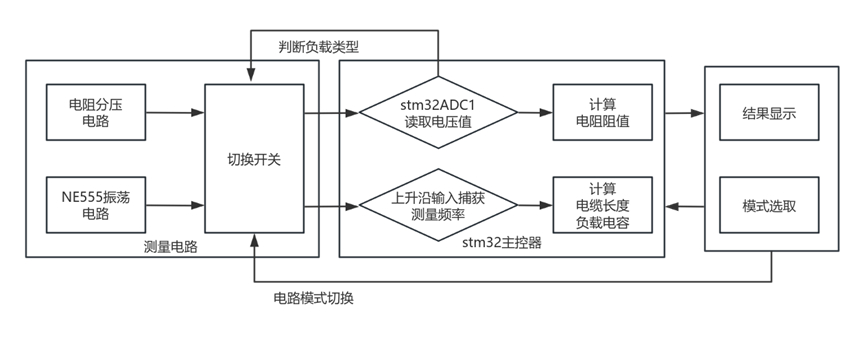 判断负载类型
电阻分压
电路
stm32ADC1
读取电压值
计算
电阻阻值
结果显示
切换开关
NE555振荡
电路
上升沿输入捕获
测量频率
计算
电缆长度
负载电容
模式选取
测量电路
stm32主控器
电路模式切换